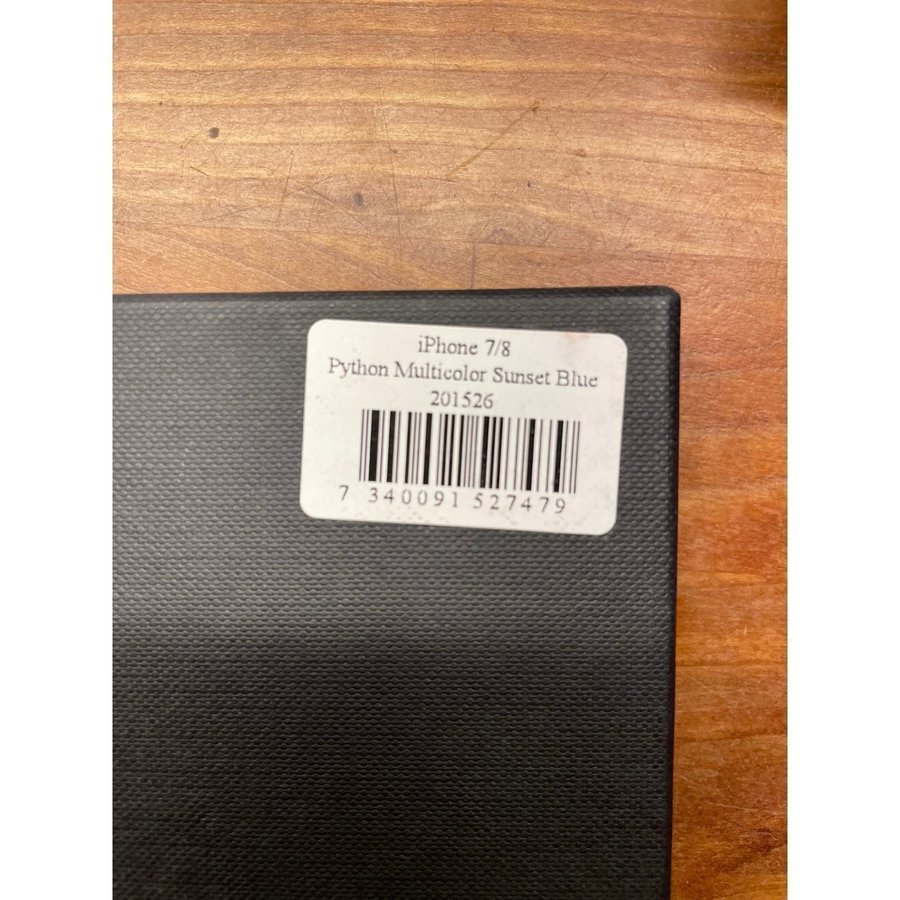 iPhone 7/8
Python Multicolor Sunset Blue
201526
7 340091 527479